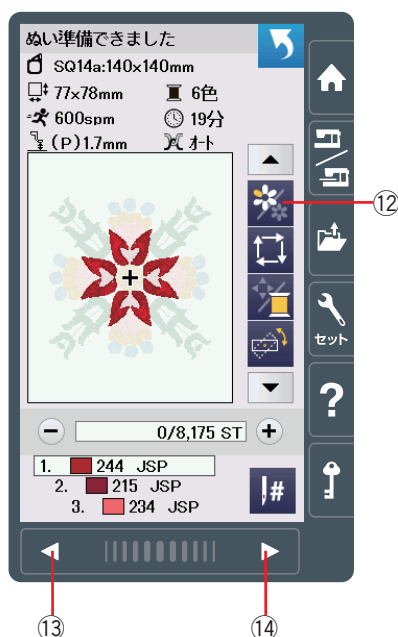 ぬい準備できました
SQ14a:140×140mm
77×78mm 6色
600spm 19分
(P)1.7mm オート
⑫
セット
?
− 0/8,175 ST +
1. 244 JSP
2. 215 JSP
3. 234 JSP
#
⑬ ⑭